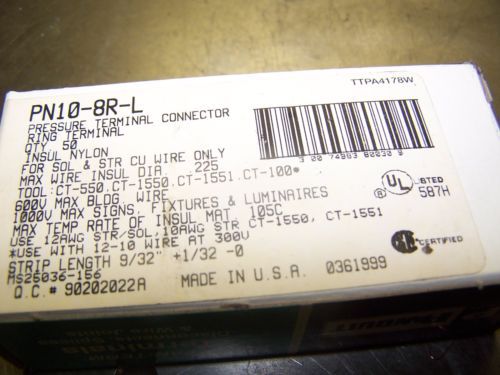 TTPA4178W
PN10-8R-L
PRESSURE TERMINAL CONNECTOR
RING TERMINAL
QTY 50
INSUL NYLON
FOR SOL & STR CU WIRE ONLY
MAX WIRE INSUL DIA .225
TOOL:CT-550,CT-1550,CT-1551,CT-100*
600V MAX BLDG. WIRE
1000V MAX SIGNS, FIXTURES & LUMINAIRES
MAX TEMP RATE OF INSUL MAT. 105C
USE 12AWG STR/SOL,10AWG STR CT-1550, CT-1551
*USE WITH 12-10 WIRE AT 300V
STRIP LENGTH 9/32" +1/32 -0
MS25036-156
Q.C.# 90202022A
MADE IN U.S.A. 0361999
UL
LISTED
587H
CERTIFIED
PANDUIT